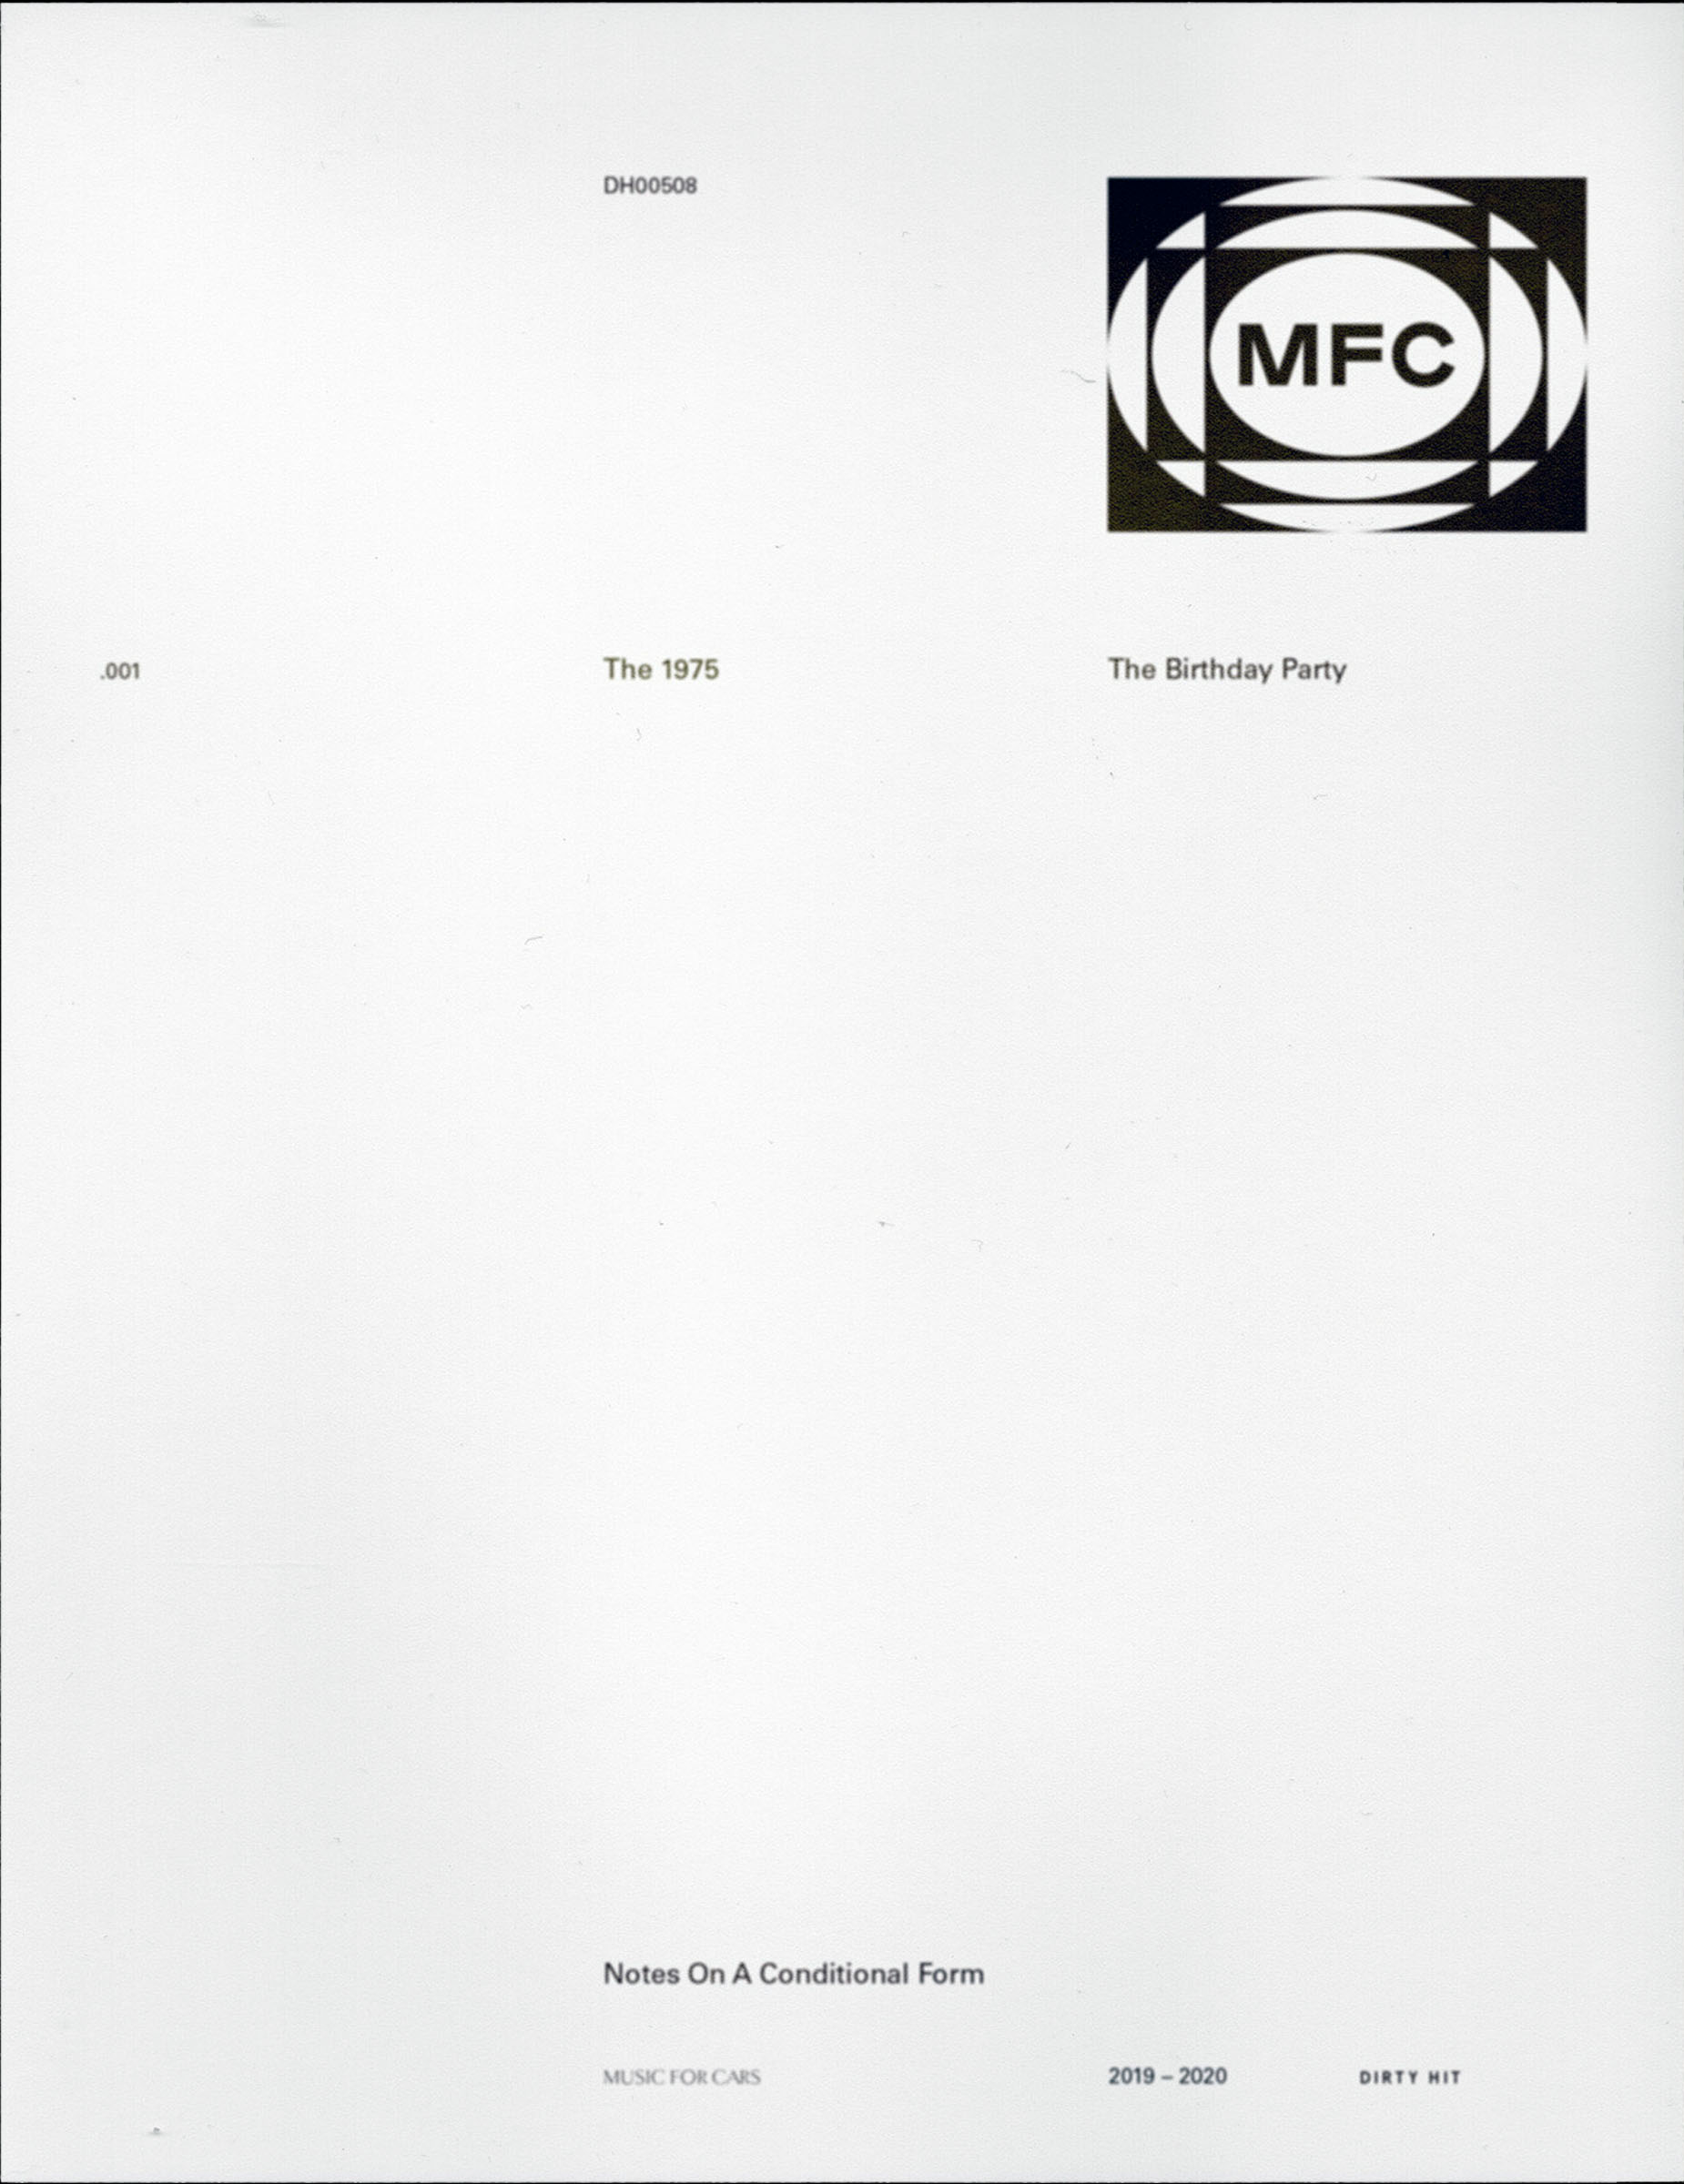 DH00508
MFC
.001
The 1975
The Birthday Party
Notes On A Conditional Form
MUSIC FOR CARS
2019 – 2020
DIRTY HIT